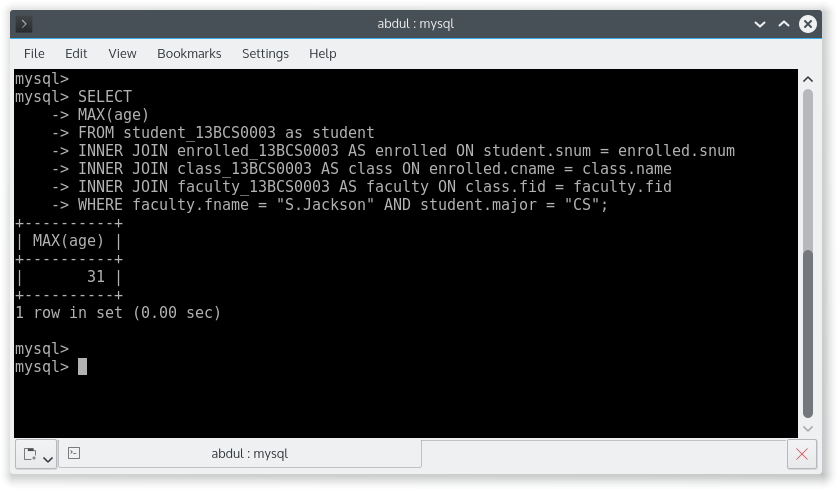 abdul : mysql
File Edit View Bookmarks Settings Help
mysql>
mysql> SELECT
    -> MAX(age)
    -> FROM student_13BCS0003 as student
    -> INNER JOIN enrolled_13BCS0003 AS enrolled ON student.snum = enrolled.snum
    -> INNER JOIN class_13BCS0003 AS class ON enrolled.cname = class.name
    -> INNER JOIN faculty_13BCS0003 AS faculty ON class.fid = faculty.fid
    -> WHERE faculty.fname = "S.Jackson" AND student.major = "CS";
+----------+
| MAX(age) |
+----------+
|       31 |
+----------+
1 row in set (0.00 sec)
mysql>
mysql>
abdul : mysql